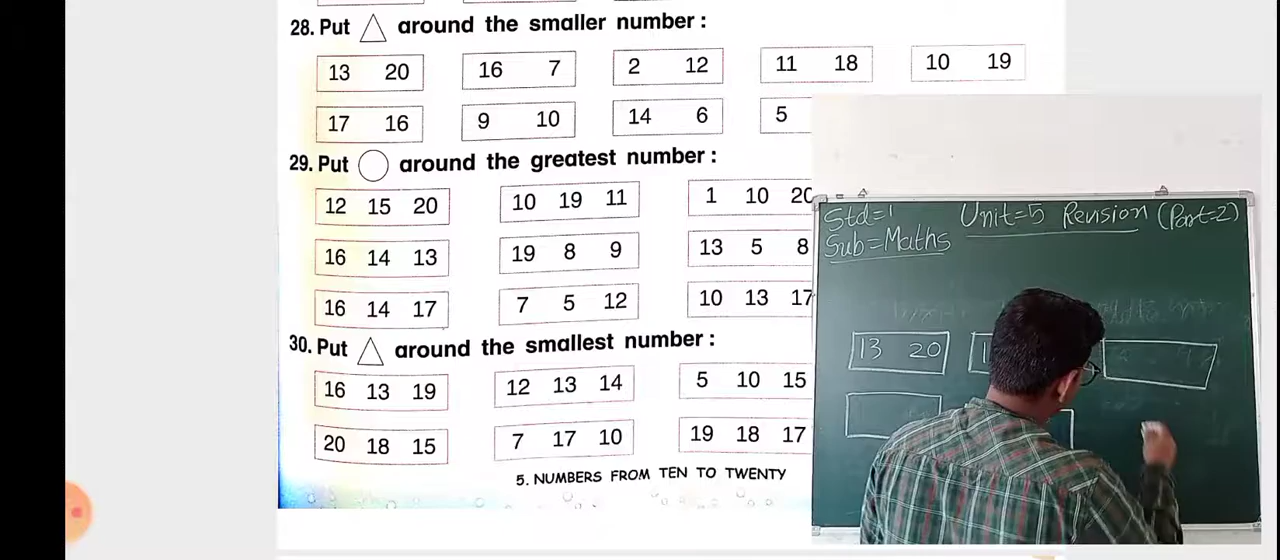 28. Put △ around the smaller number :
13 20
16 7
2 12
11 18
10 19
17 16
9 10
14 6
5
29. Put ◯ around the greatest number :
12 15 20
10 19 11
1 10 20
16 14 13
19 8 9
13 5 8
16 14 17
7 5 12
10 13 17
30. Put △ around the smallest number :
16 13 19
12 13 14
5 10 15
20 18 15
7 17 10
19 18 17
5. NUMBERS FROM TEN TO TWENTY
Std=1 Unit=5 Revision (Part=2)
Sub=Maths
13 20